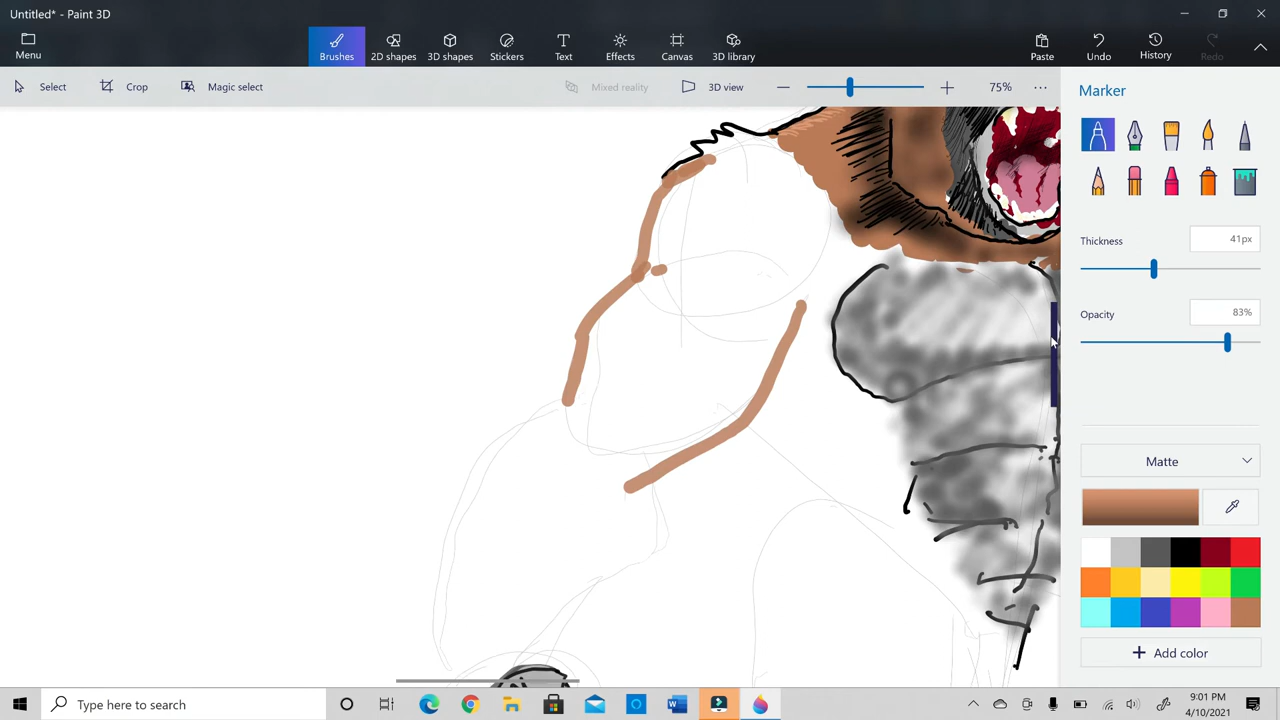 Untitled* - Paint 3D
Menu
Brushes
2D shapes
3D shapes
Stickers
Text
Effects
Canvas
3D library
Paste
Undo
History
Redo
Select
Crop
Magic select
Mixed reality
3D view
75%
Marker
Thickness
41px
Opacity
83%
Matte
Add color
Type here to search
9:01 PM
4/10/2021